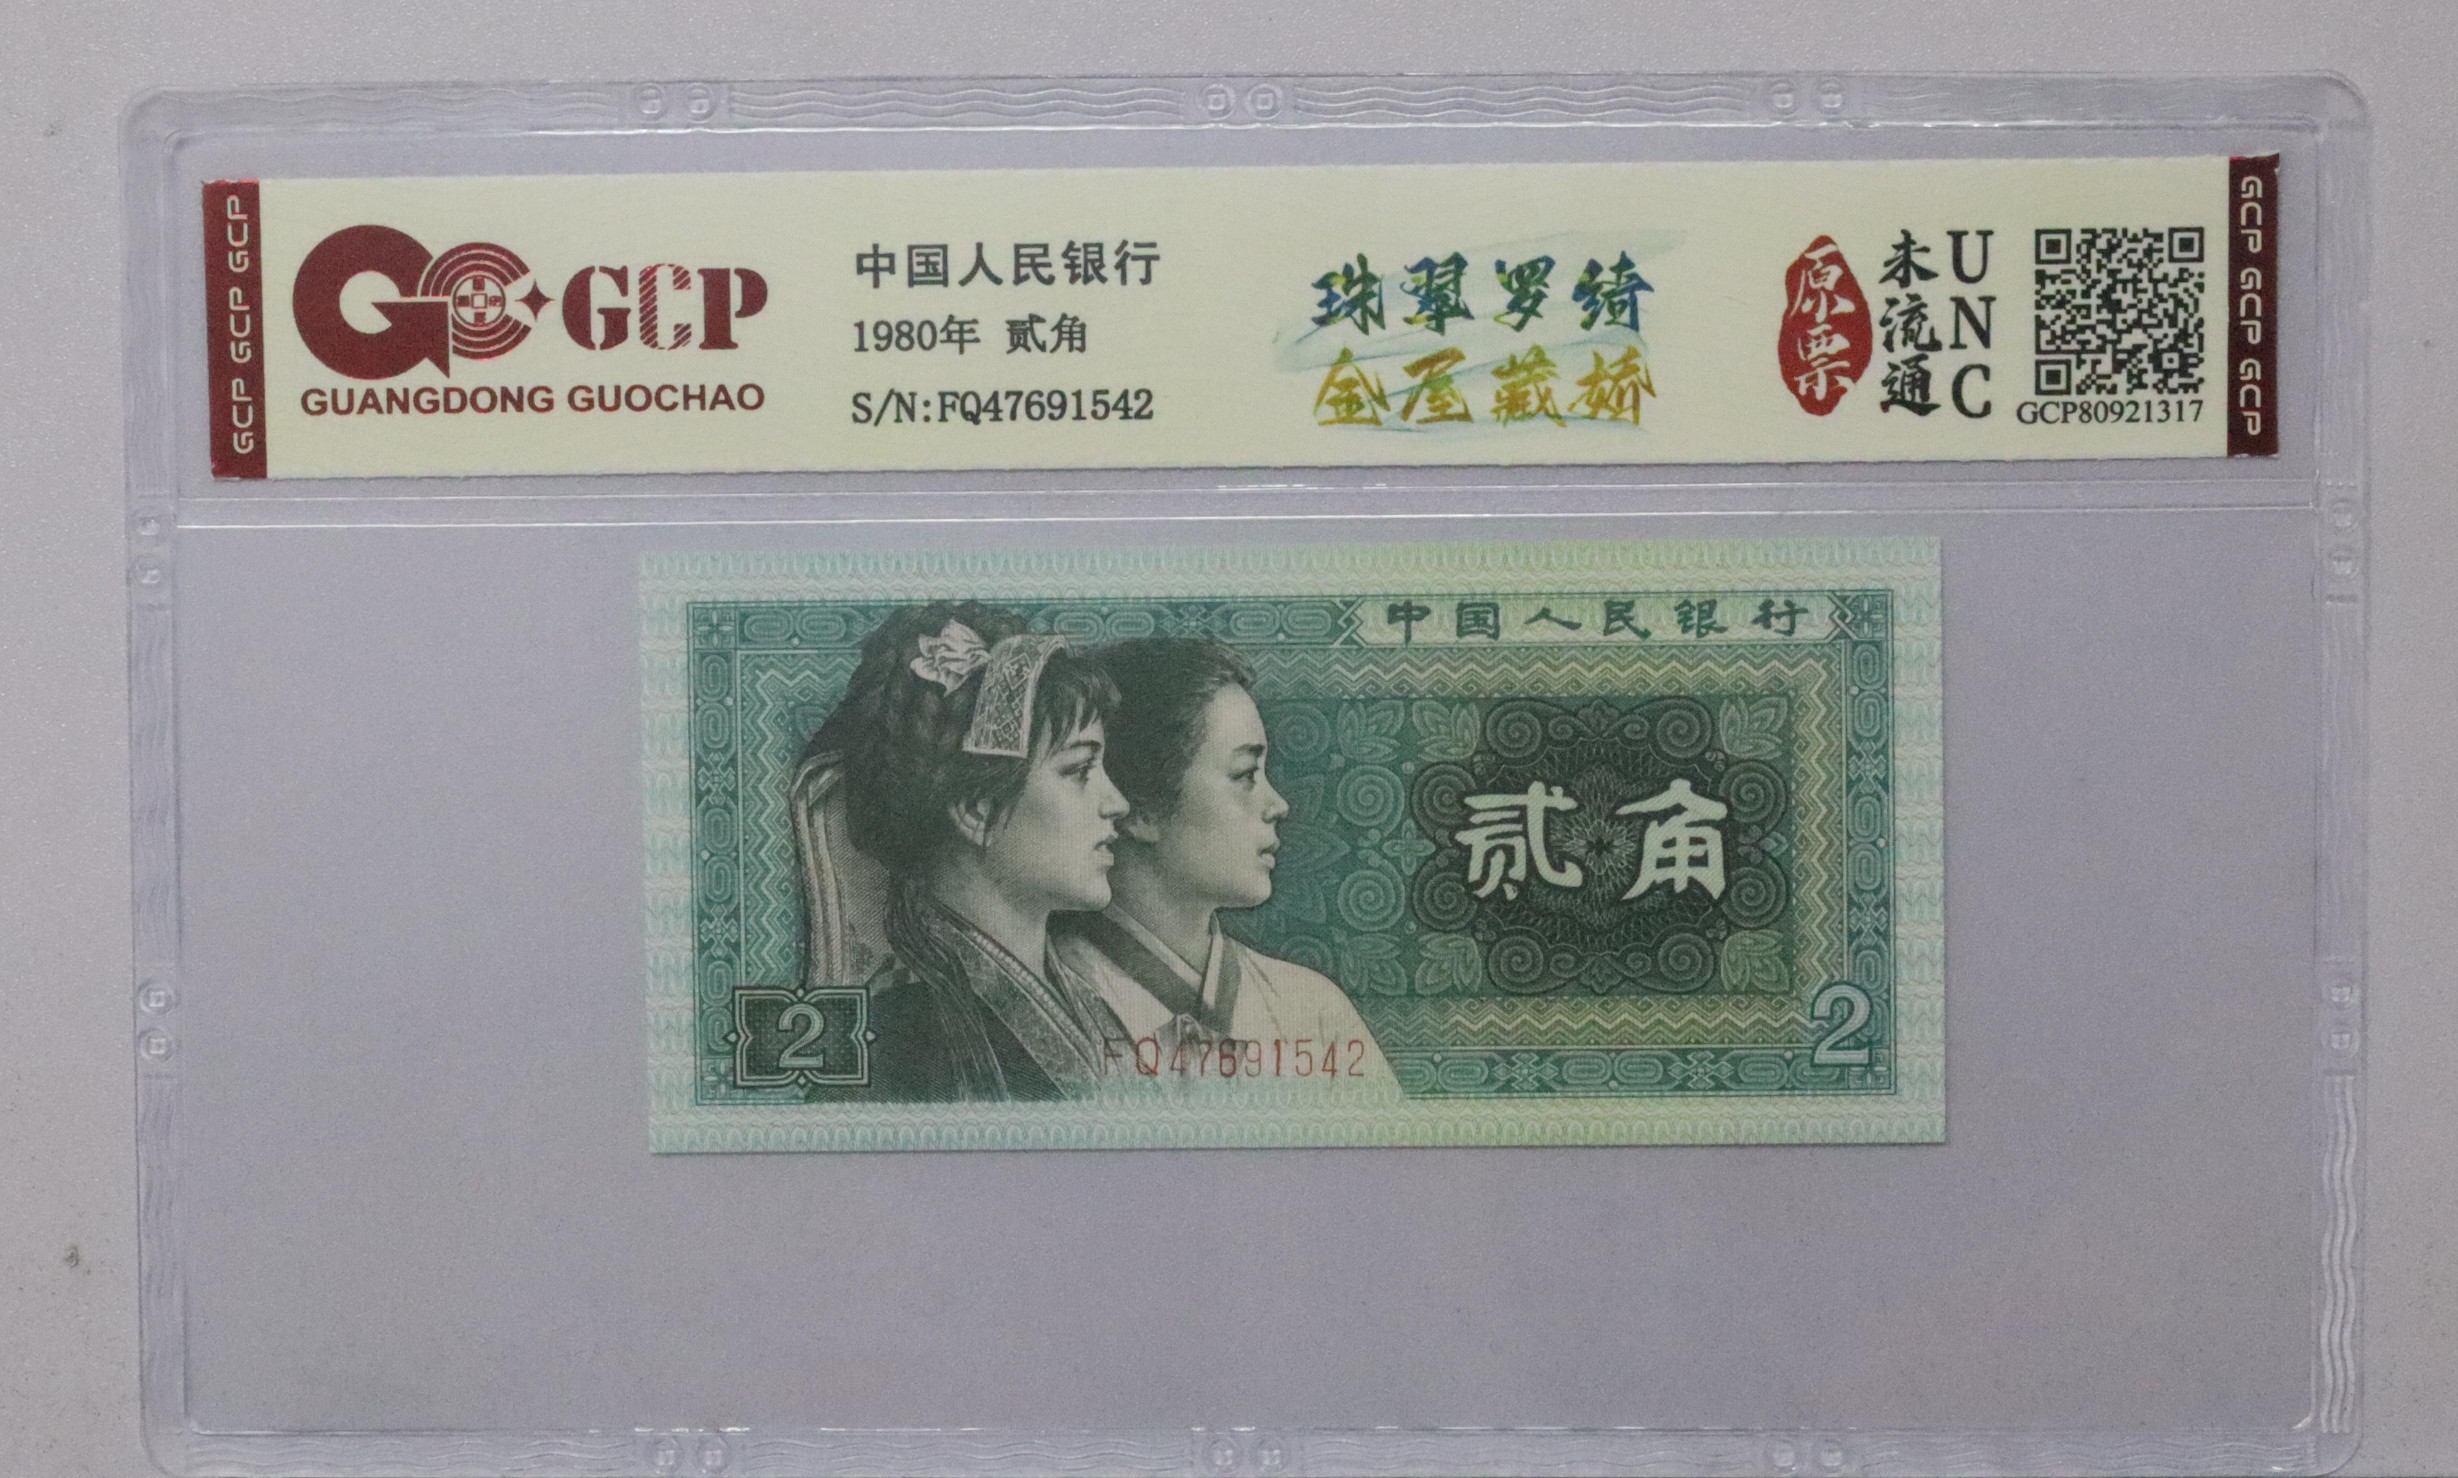 GCP GCP GCP
GCP
GUANGDONG GUOCHAO
中国人民银行
1980年 贰角
S/N:FQ47691542
珠翠罗绮
金屋藏娇
原票
未流通
UNC
GCP80921317
GCP GCP GCP
中国人民银行
贰角
2
FQ47691542
2